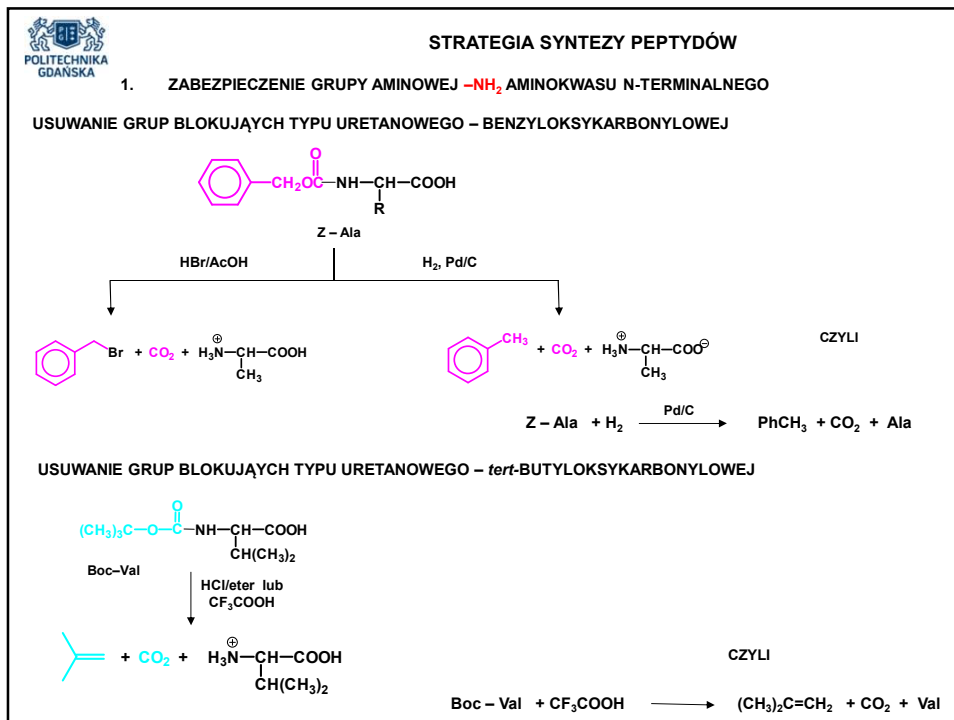 POLITECHNIKA
GDAŃSKA
STRATEGIA SYNTEZY PEPTYDÓW
1. ZABEZPIECZENIE GRUPY AMINOWEJ –NH₂ AMINOKWASU N-TERMINALNEGO
USUWANIE GRUP BLOKUJĄYCH TYPU URETANOWEGO – BENZYLOKSYKARBONYLOWEJ
O
CH₂OC–NH–CH–COOH
R
Z – Ala
HBr/AcOH H₂, Pd/C
Br + CO₂ + H₃N–CH–COOH
⊕
CH₃
CH₃ + CO₂ + H₃N–CH–COO⊖
⊕
CH₃
CZYLI
Z – Ala + H₂ Pd/C PhCH₃ + CO₂ + Ala
USUWANIE GRUP BLOKUJĄYCH TYPU URETANOWEGO – tert-BUTYLOKSYKARBONYLOWEJ
O
(CH₃)₃C–O–C–NH–CH–COOH
CH(CH₃)₂
Boc–Val
HCl/eter lub
CF₃COOH
+ CO₂ + H₃N–CH–COOH
⊕
CH(CH₃)₂
CZYLI
Boc – Val + CF₃COOH (CH₃)₂C=CH₂ + CO₂ + Val